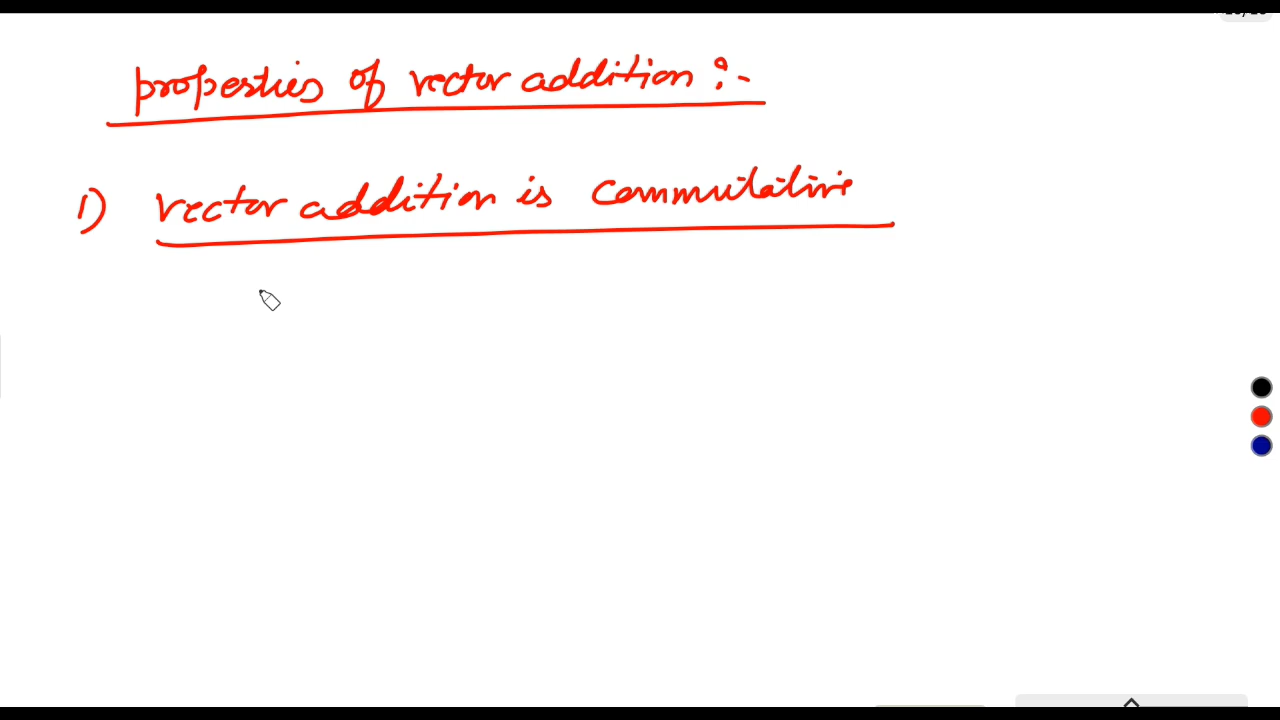 properties of vector addition :-
1) vector addition is commutative